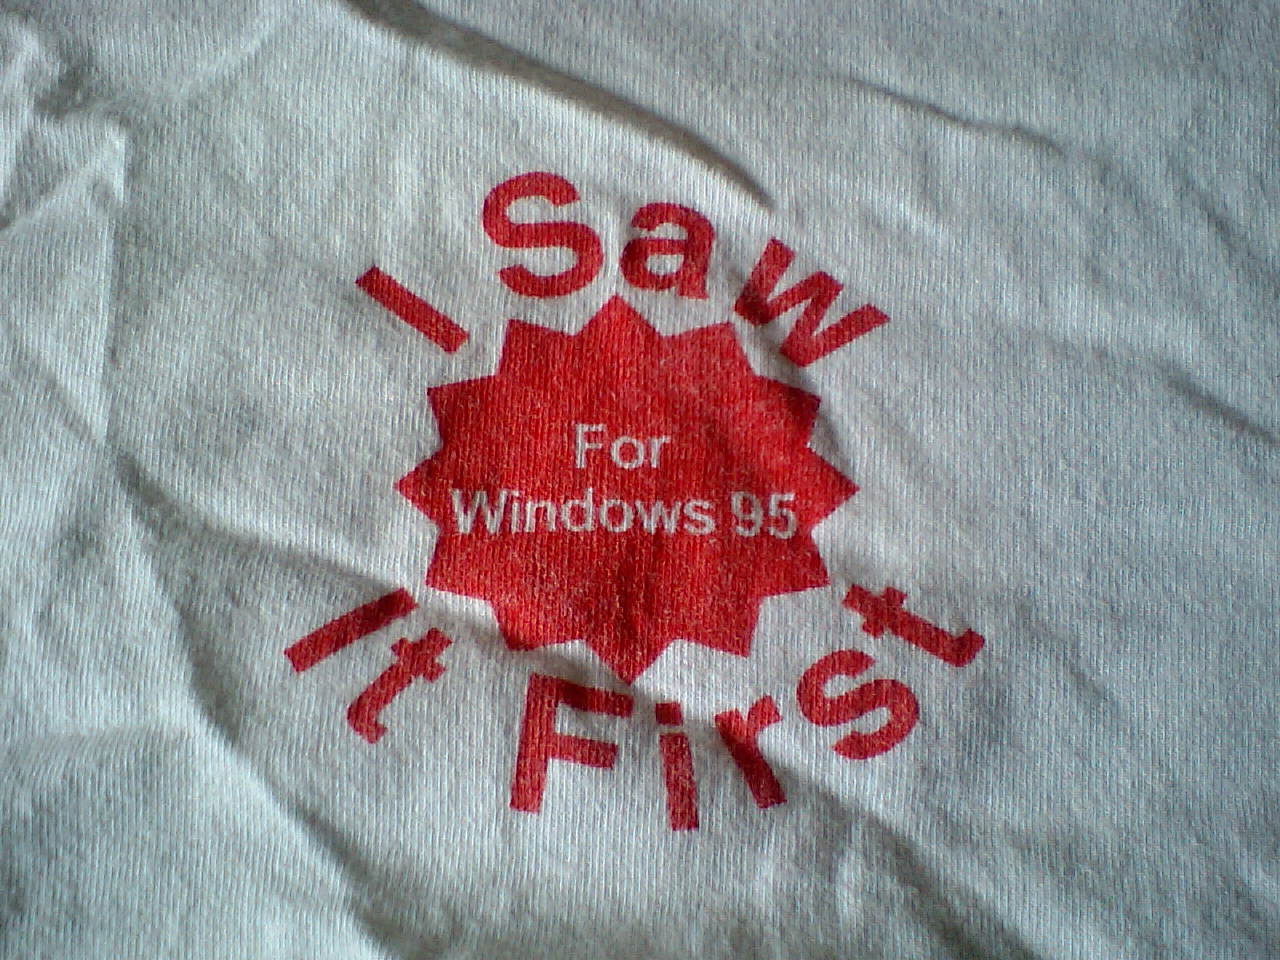 I Saw
For
Windows 95
It First